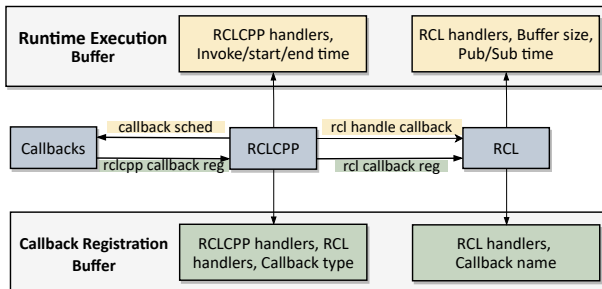 Runtime Execution
Buffer
RCLCPP handlers,
Invoke/start/end time
RCL handlers, Buffer size,
Pub/Sub time
callback sched
rcl handle callback
Callbacks
RCLCPP
RCL
rclcpp callback reg
rcl callback reg
Callback Registration
Buffer
RCLCPP handlers, RCL
handlers, Callback type
RCL handlers,
Callback name